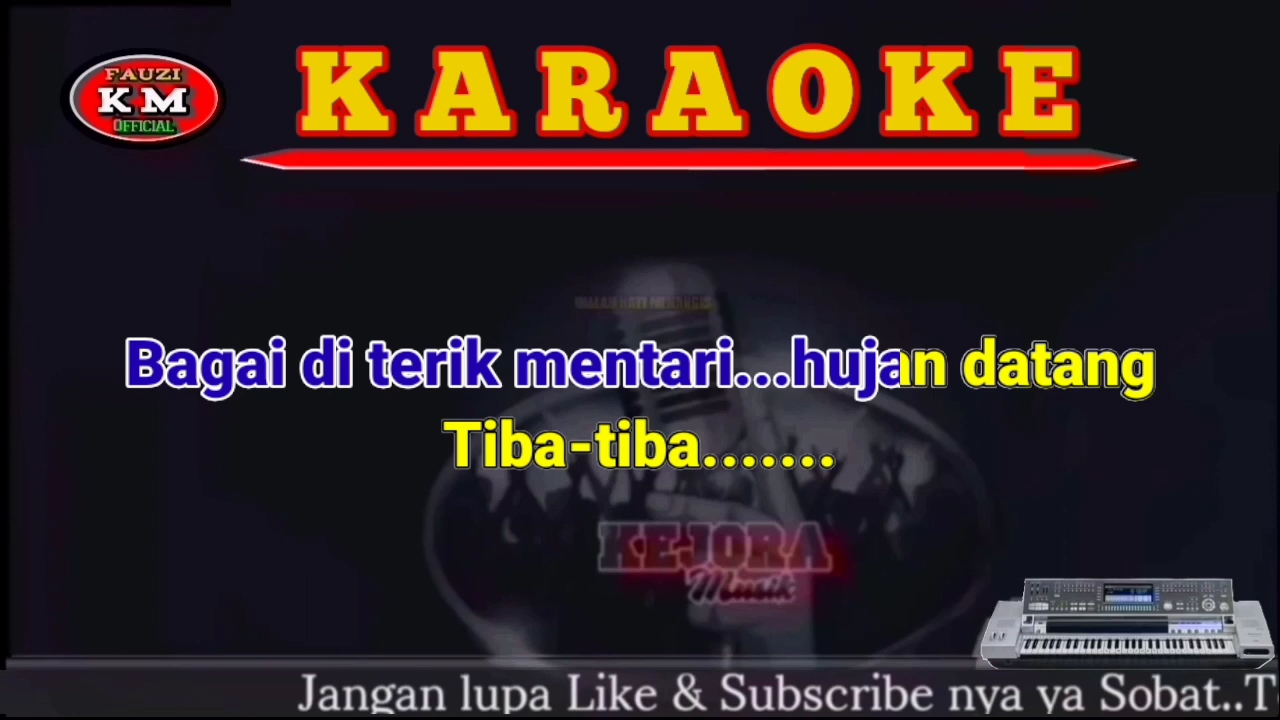 FAUZI
KM
OFFICIAL
KARAOKE
Bagai di terik mentari...hujan datang
Tiba-tiba.......
KEJORA
Musik
Jangan lupa Like & Subscribe nya ya Sobat..T